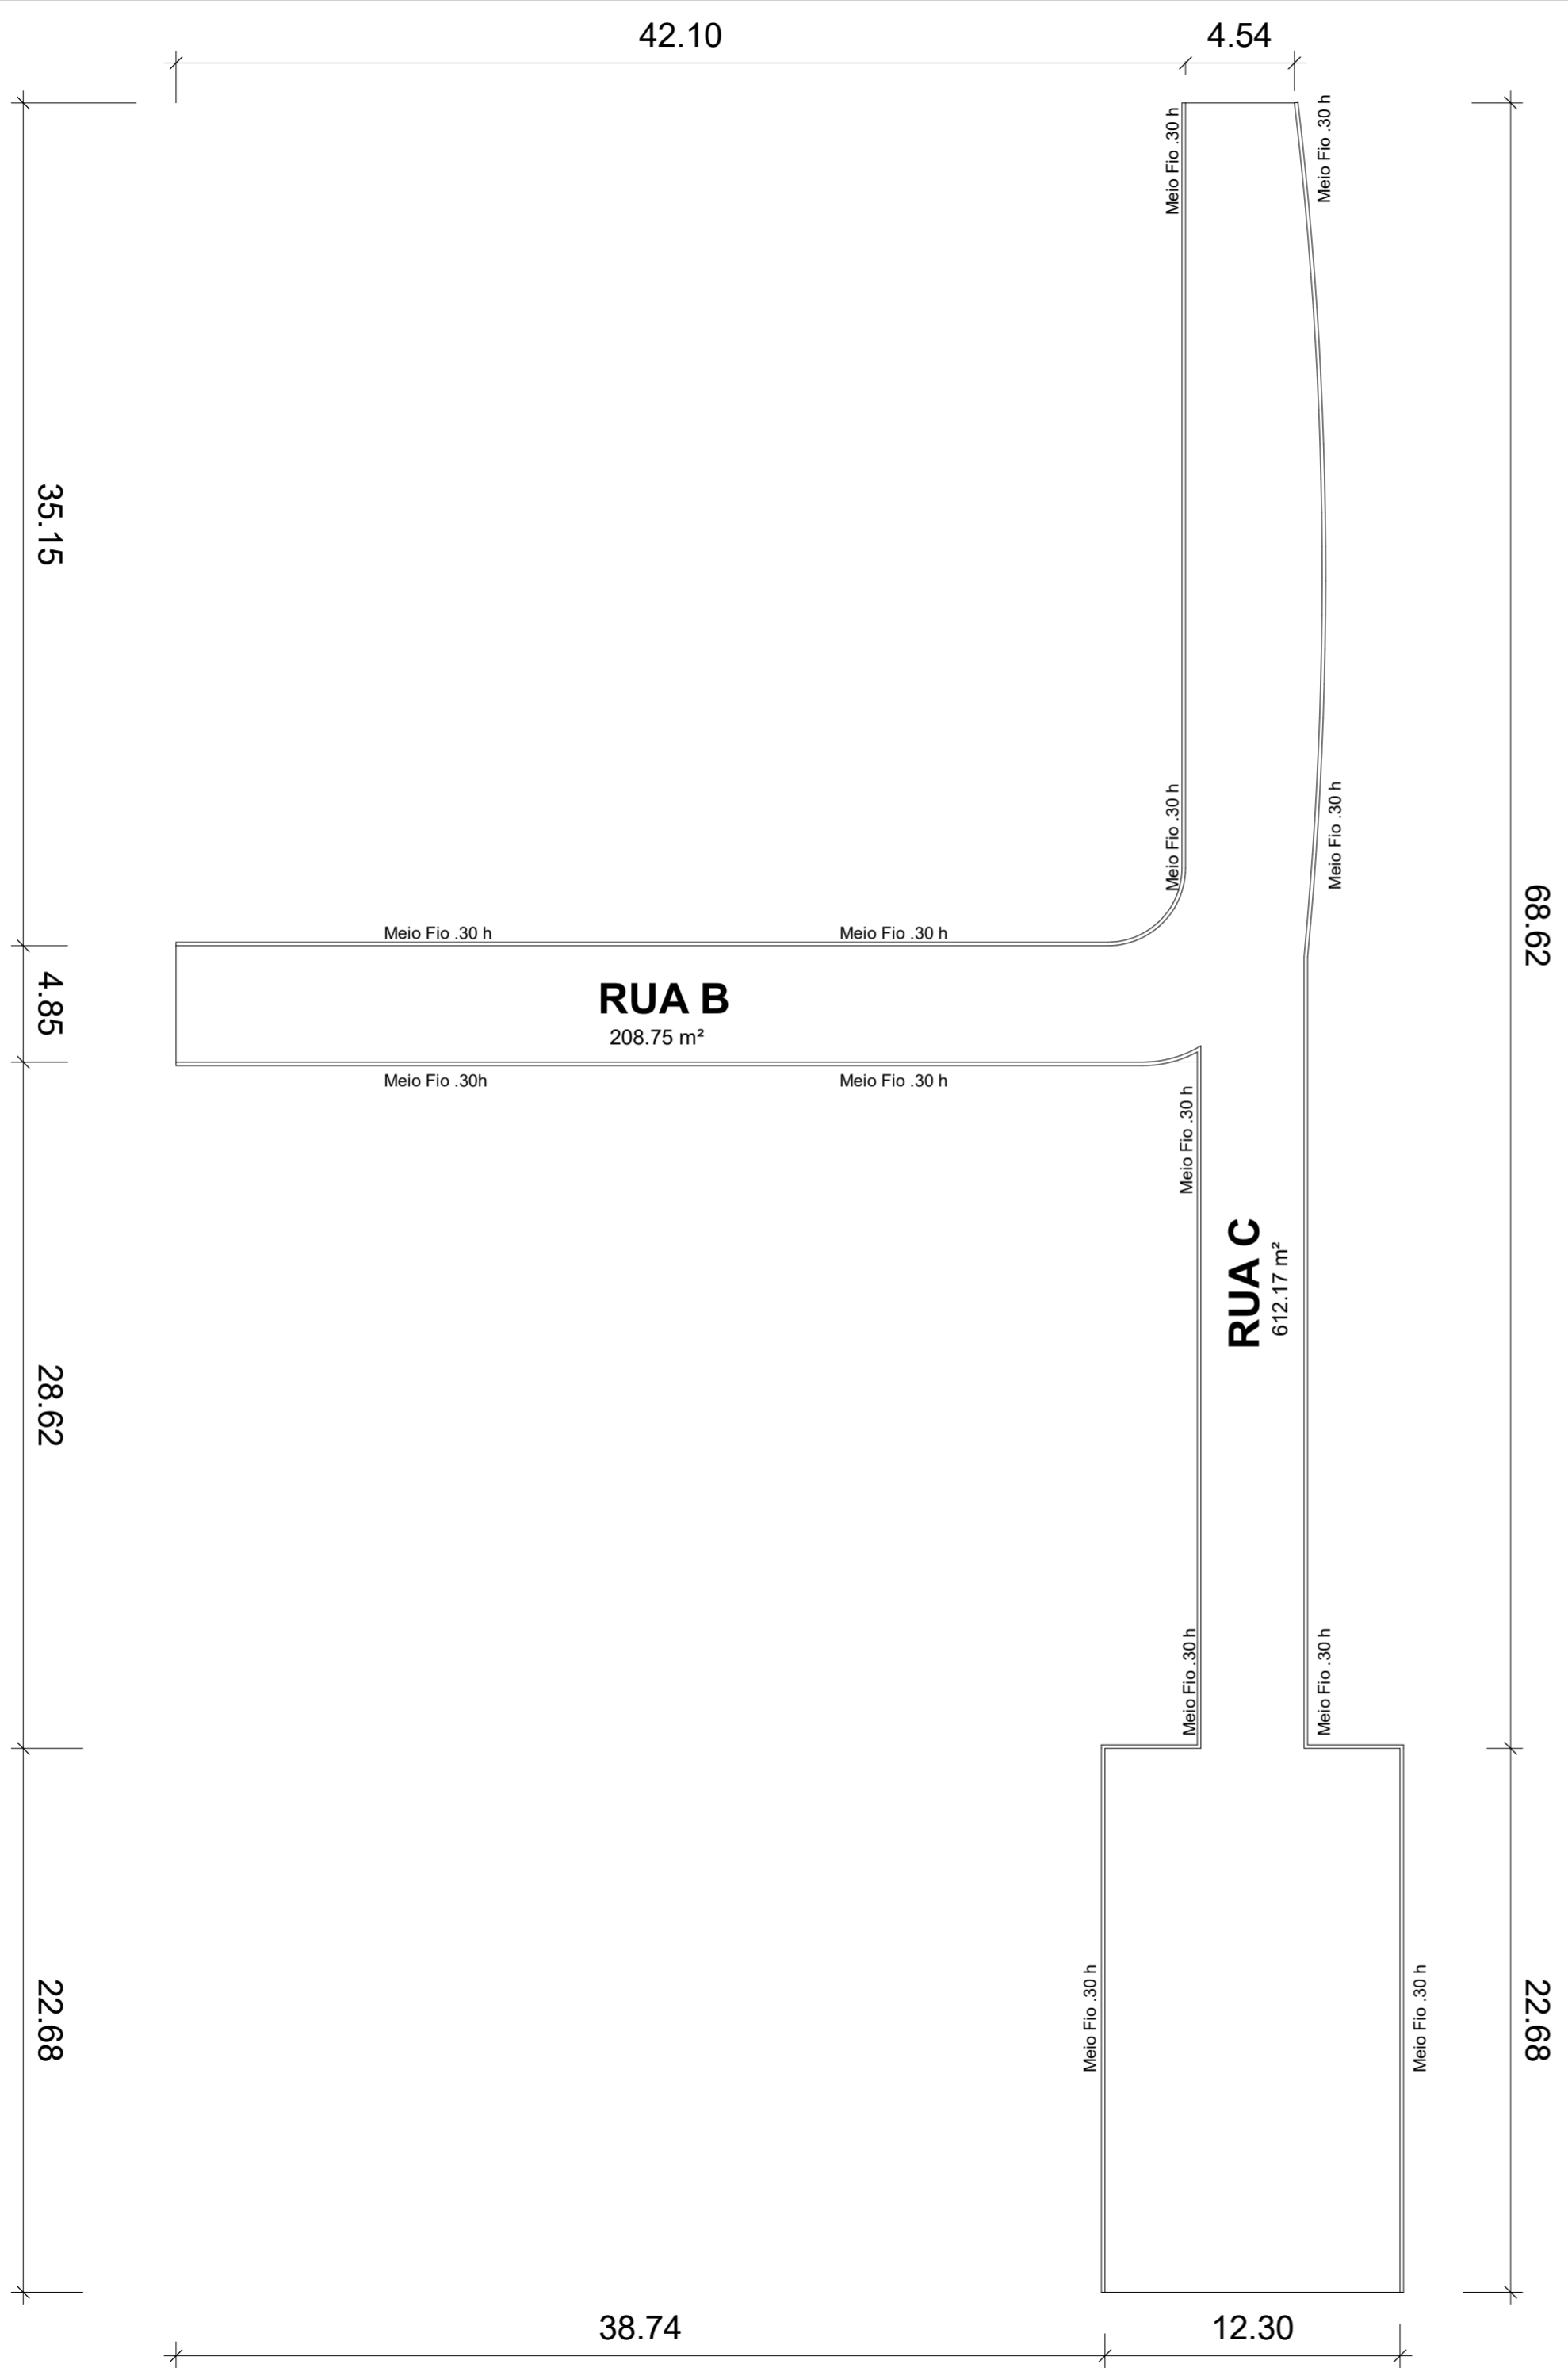 42.10
4.54
Meio Fio .30 h
Meio Fio .30 h
35.15
Meio Fio .30 h
Meio Fio .30 h
68.62
Meio Fio .30 h
Meio Fio .30 h
4.85
RUA B
208.75 m²
Meio Fio .30h
Meio Fio .30 h
Meio Fio .30 h
RUA C
612.17 m²
28.62
Meio Fio .30 h
Meio Fio .30 h
22.68
Meio Fio .30 h
Meio Fio .30 h
22.68
38.74
12.30